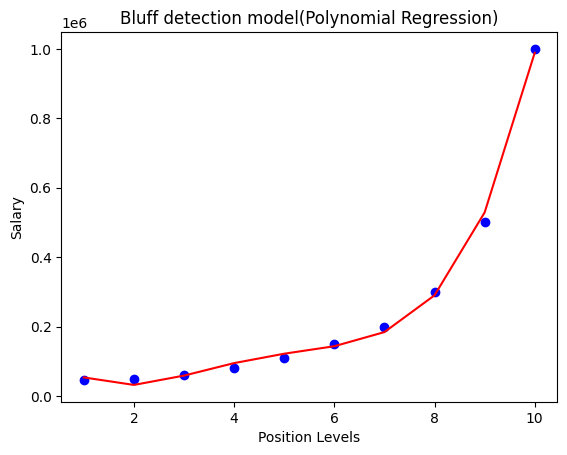 Bluff detection model(Polynomial Regression)
1e6
1.0
0.8
0.6
0.4
0.2
0.0
Salary
2 4 6 8 10
Position Levels